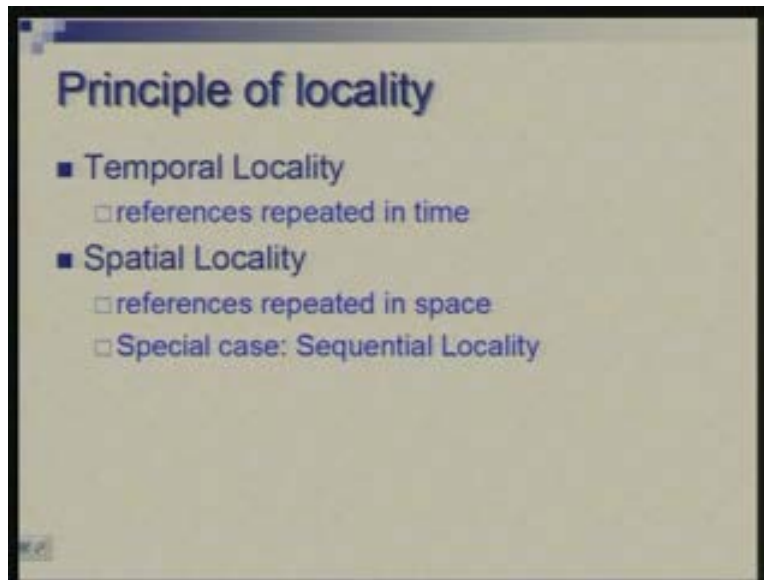 Principle of locality
Temporal Locality
references repeated in time
Spatial Locality
references repeated in space
Special case: Sequential Locality